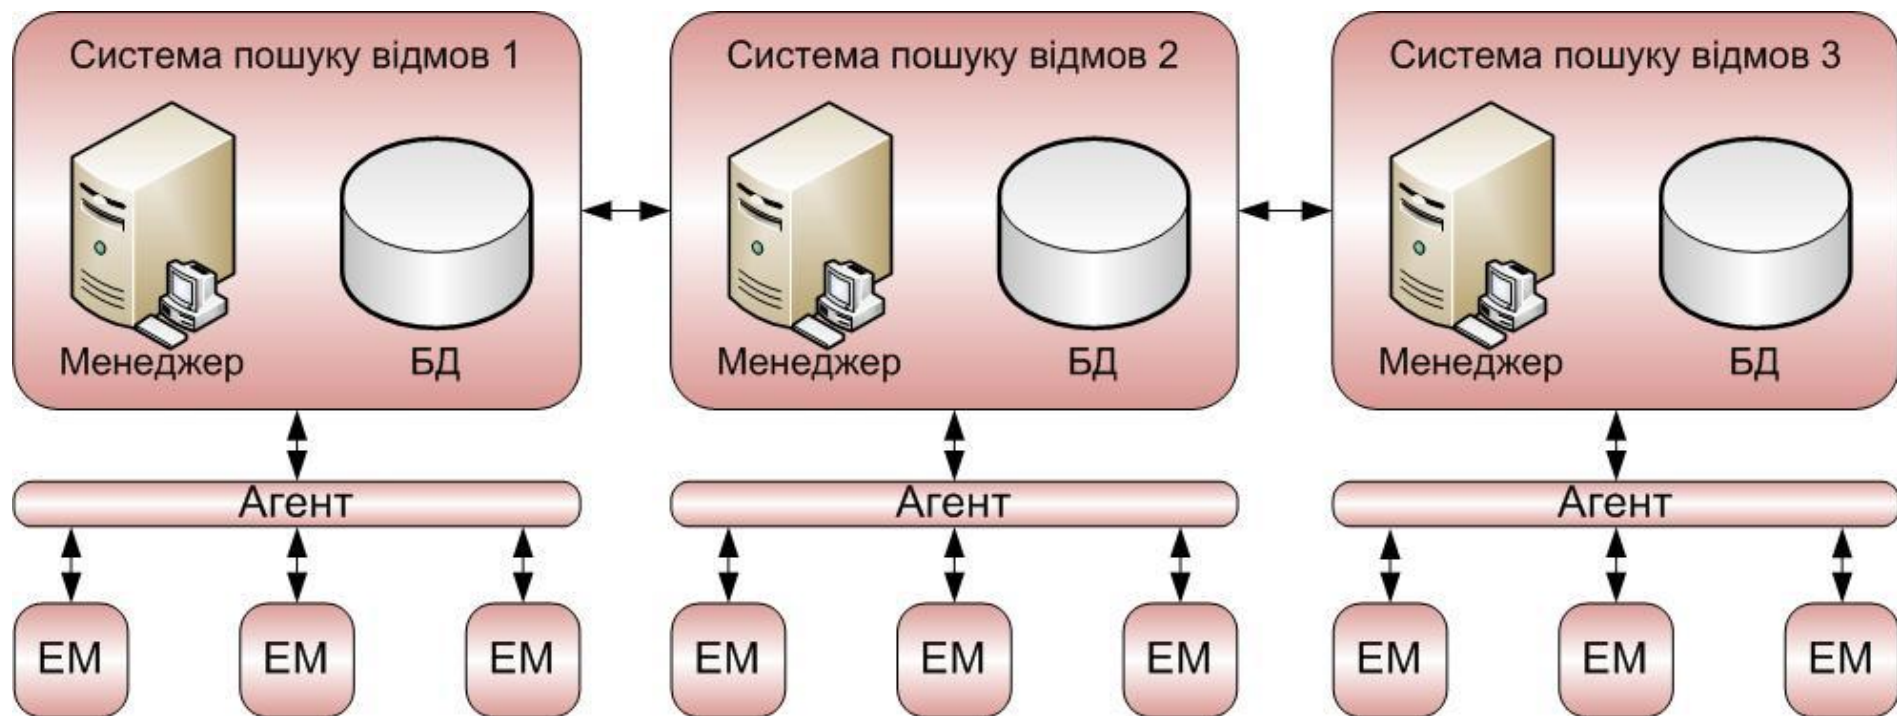 Система пошуку відмов 1
Система пошуку відмов 2
Система пошуку відмов 3
Менеджер
БД
Менеджер
БД
Менеджер
БД
Агент
Агент
Агент
ЕМ
ЕМ
ЕМ
ЕМ
ЕМ
ЕМ
ЕМ
ЕМ
ЕМ